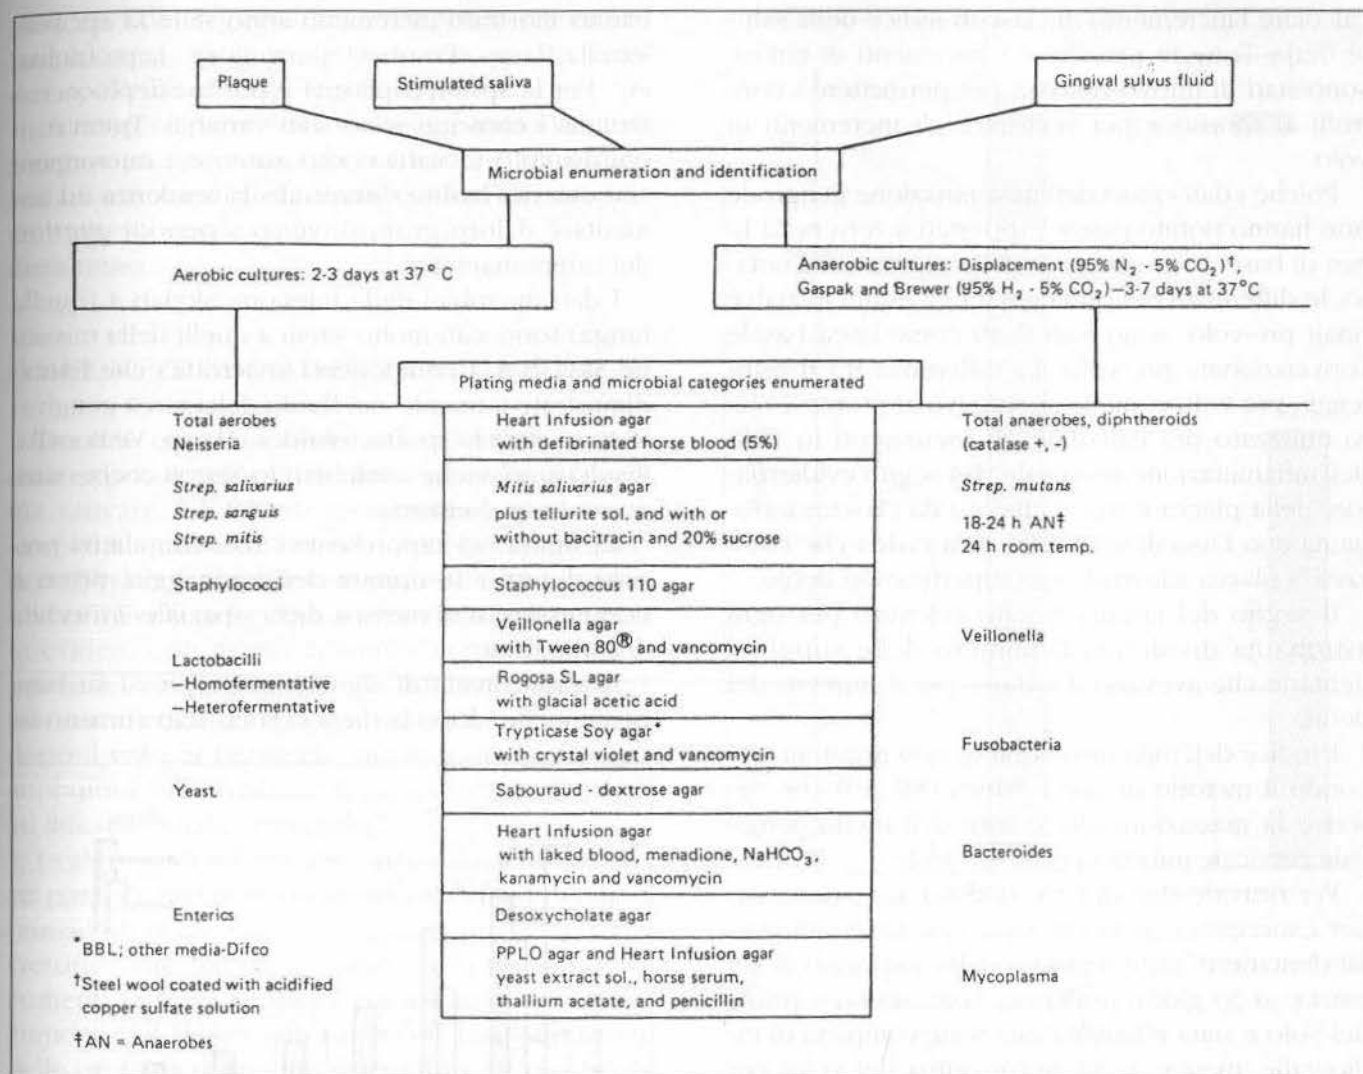 Plaque
Stimulated saliva
Gingival sulvus fluid
Microbial enumeration and identification
Aerobic cultures: 2-3 days at 37° C
Anaerobic cultures: Displacement (95% N₂ - 5% CO₂)†,
Gaspak and Brewer (95% H₂ - 5% CO₂)—3-7 days at 37°C
Plating media and microbial categories enumerated
Total aerobes
Neisseria
Heart Infusion agar
with defibrinated horse blood (5%)
Total anaerobes, diphtheroids
(catalase +, -)
Strep. salivarius
Strep. sanguis
Strep. mitis
Mitis salivarius agar
plus tellurite sol, and with or
without bacitracin and 20% sucrose
Strep. mutans
18-24 h AN‡
24 h room temp.
Staphylococci
Staphylococcus 110 agar
Veillonella agar
with Tween 80® and vancomycin
Veillonella
Lactobacilli
—Homofermentative
—Heterofermentative
Rogosa SL agar
with glacial acetic acid
Trypticase Soy agar*
with crystal violet and vancomycin
Fusobacteria
Yeast
Sabouraud - dextrose agar
Heart Infusion agar
with laked blood, menadione, NaHCO₃,
kanamycin and vancomycin
Bacteroides
Enterics
Desoxycholate agar
PPLO agar and Heart Infusion agar
yeast extract sol., horse serum,
thallium acetate, and penicillin
Mycoplasma
*BBL; other media-Difco
†Steel wool coated with acidified
copper sulfate solution
‡AN = Anaerobes